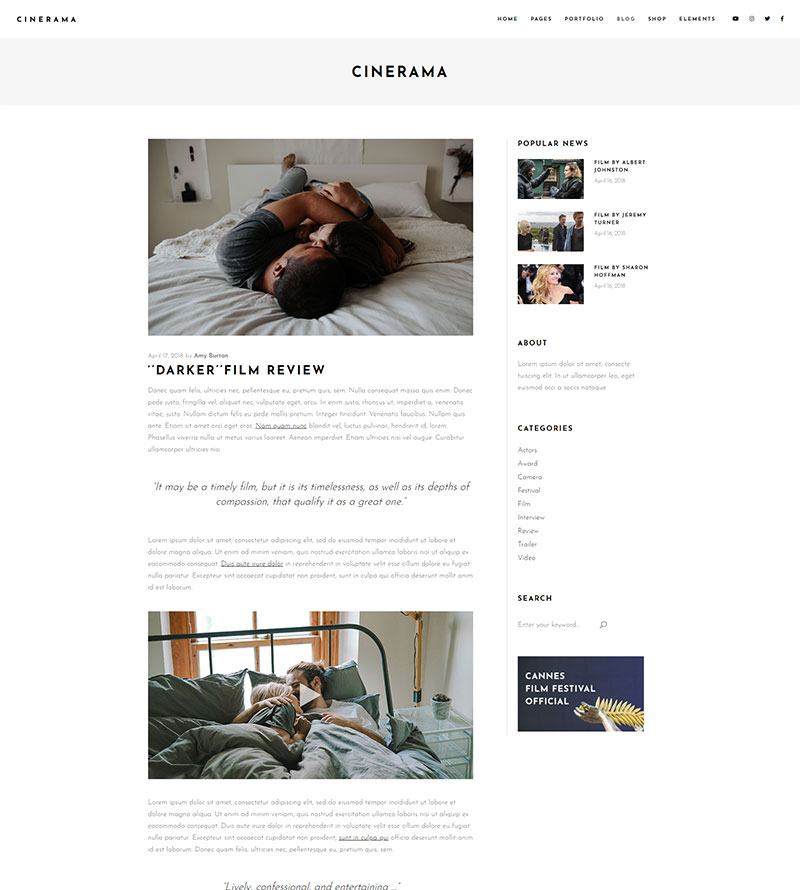 CINERAMA
HOME PAGES PORTFOLIO BLOG SHOP ELEMENTS
CINERAMA
April 17, 2018 by Amy Burton
"DARKER"FILM REVIEW
Donec quam felis, ultricies nec, pellentesque eu, pretium quis, sem. Nulla consequat massa quis enim. Donec
pede justo, fringilla vel, aliquet nec, vulputate eget, arcu. In enim justo, rhoncus ut, imperdiet a, venenatis
vitae, justo. Nullam dictum felis eu pede mollis pretium. Integer tincidunt. Venenatis faucibus. Nullam quis
ante. Etiam sit amet orci eget eros. Nam quam nunc blandit vel, luctus pulvinar, hendrerit id, lorem.
Phasellus viverra nulla ut metus varius laoreet. Aenean imperdiet. Etiam ultricies nisi vel augue. Curabitur
ullamcorper ultricies nisi.
"It may be a timely film, but it is its timelessness, as well as its depths of
compassion, that qualify it as a great one."
Lorem ipsum dolor sit amet, consectetur adipiscing elit, sed do eiusmod tempor incididunt ut labore et
dolore magna aliqua. Ut enim ad minim veniam, quis nostrud exercitation ullamco laboris nisi ut aliquip ex
eacommodo consequat. Duis aute irure dolor in reprehenderit in voluptate velit esse cillum dolore eu fugiat
nulla pariatur. Excepteur sint occaecat cupidatat non proident, sunt in culpa qui officia deserunt mollit anim
id est laborum.
Lorem ipsum dolor sit amet, consectetur adipiscing elit, sed do eiusmod tempor incididunt ut labore et
dolore magna aliqua. Ut enim ad minim veniam, quis nostrud exercitation ullamco laboris nisi ut aliquip ex
eacommodo consequat. Duis aute irure dolor in reprehenderit in voluptate velit esse cillum dolore eu fugiat
nulla pariatur. Excepteur sint occaecat cupidatat non proident, sunt in culpa qui officia deserunt mollit anim id est
laborum. Donec quam felis, ultricies nec, pellentesque eu, pretium quis, sem.
"Lively, confessional, and entertaining ..."
POPULAR NEWS
FILM BY ALBERT
JOHNSTON
April 16, 2018
FILM BY JEREMY
TURNER
April 16, 2018
FILM BY SHARON
HOFFMAN
April 16, 2018
ABOUT
Lorem ipsum dolor sit amet, consecte
tuiscing elit. In ut ullamcorper leo, eget
euismod orci a sociis natoque
CATEGORIES
Actors
Award
Camera
Festival
Film
Interview
Review
Trailer
Video
SEARCH
Enter your keyword...
CANNES
FILM FESTIVAL
OFFICIAL